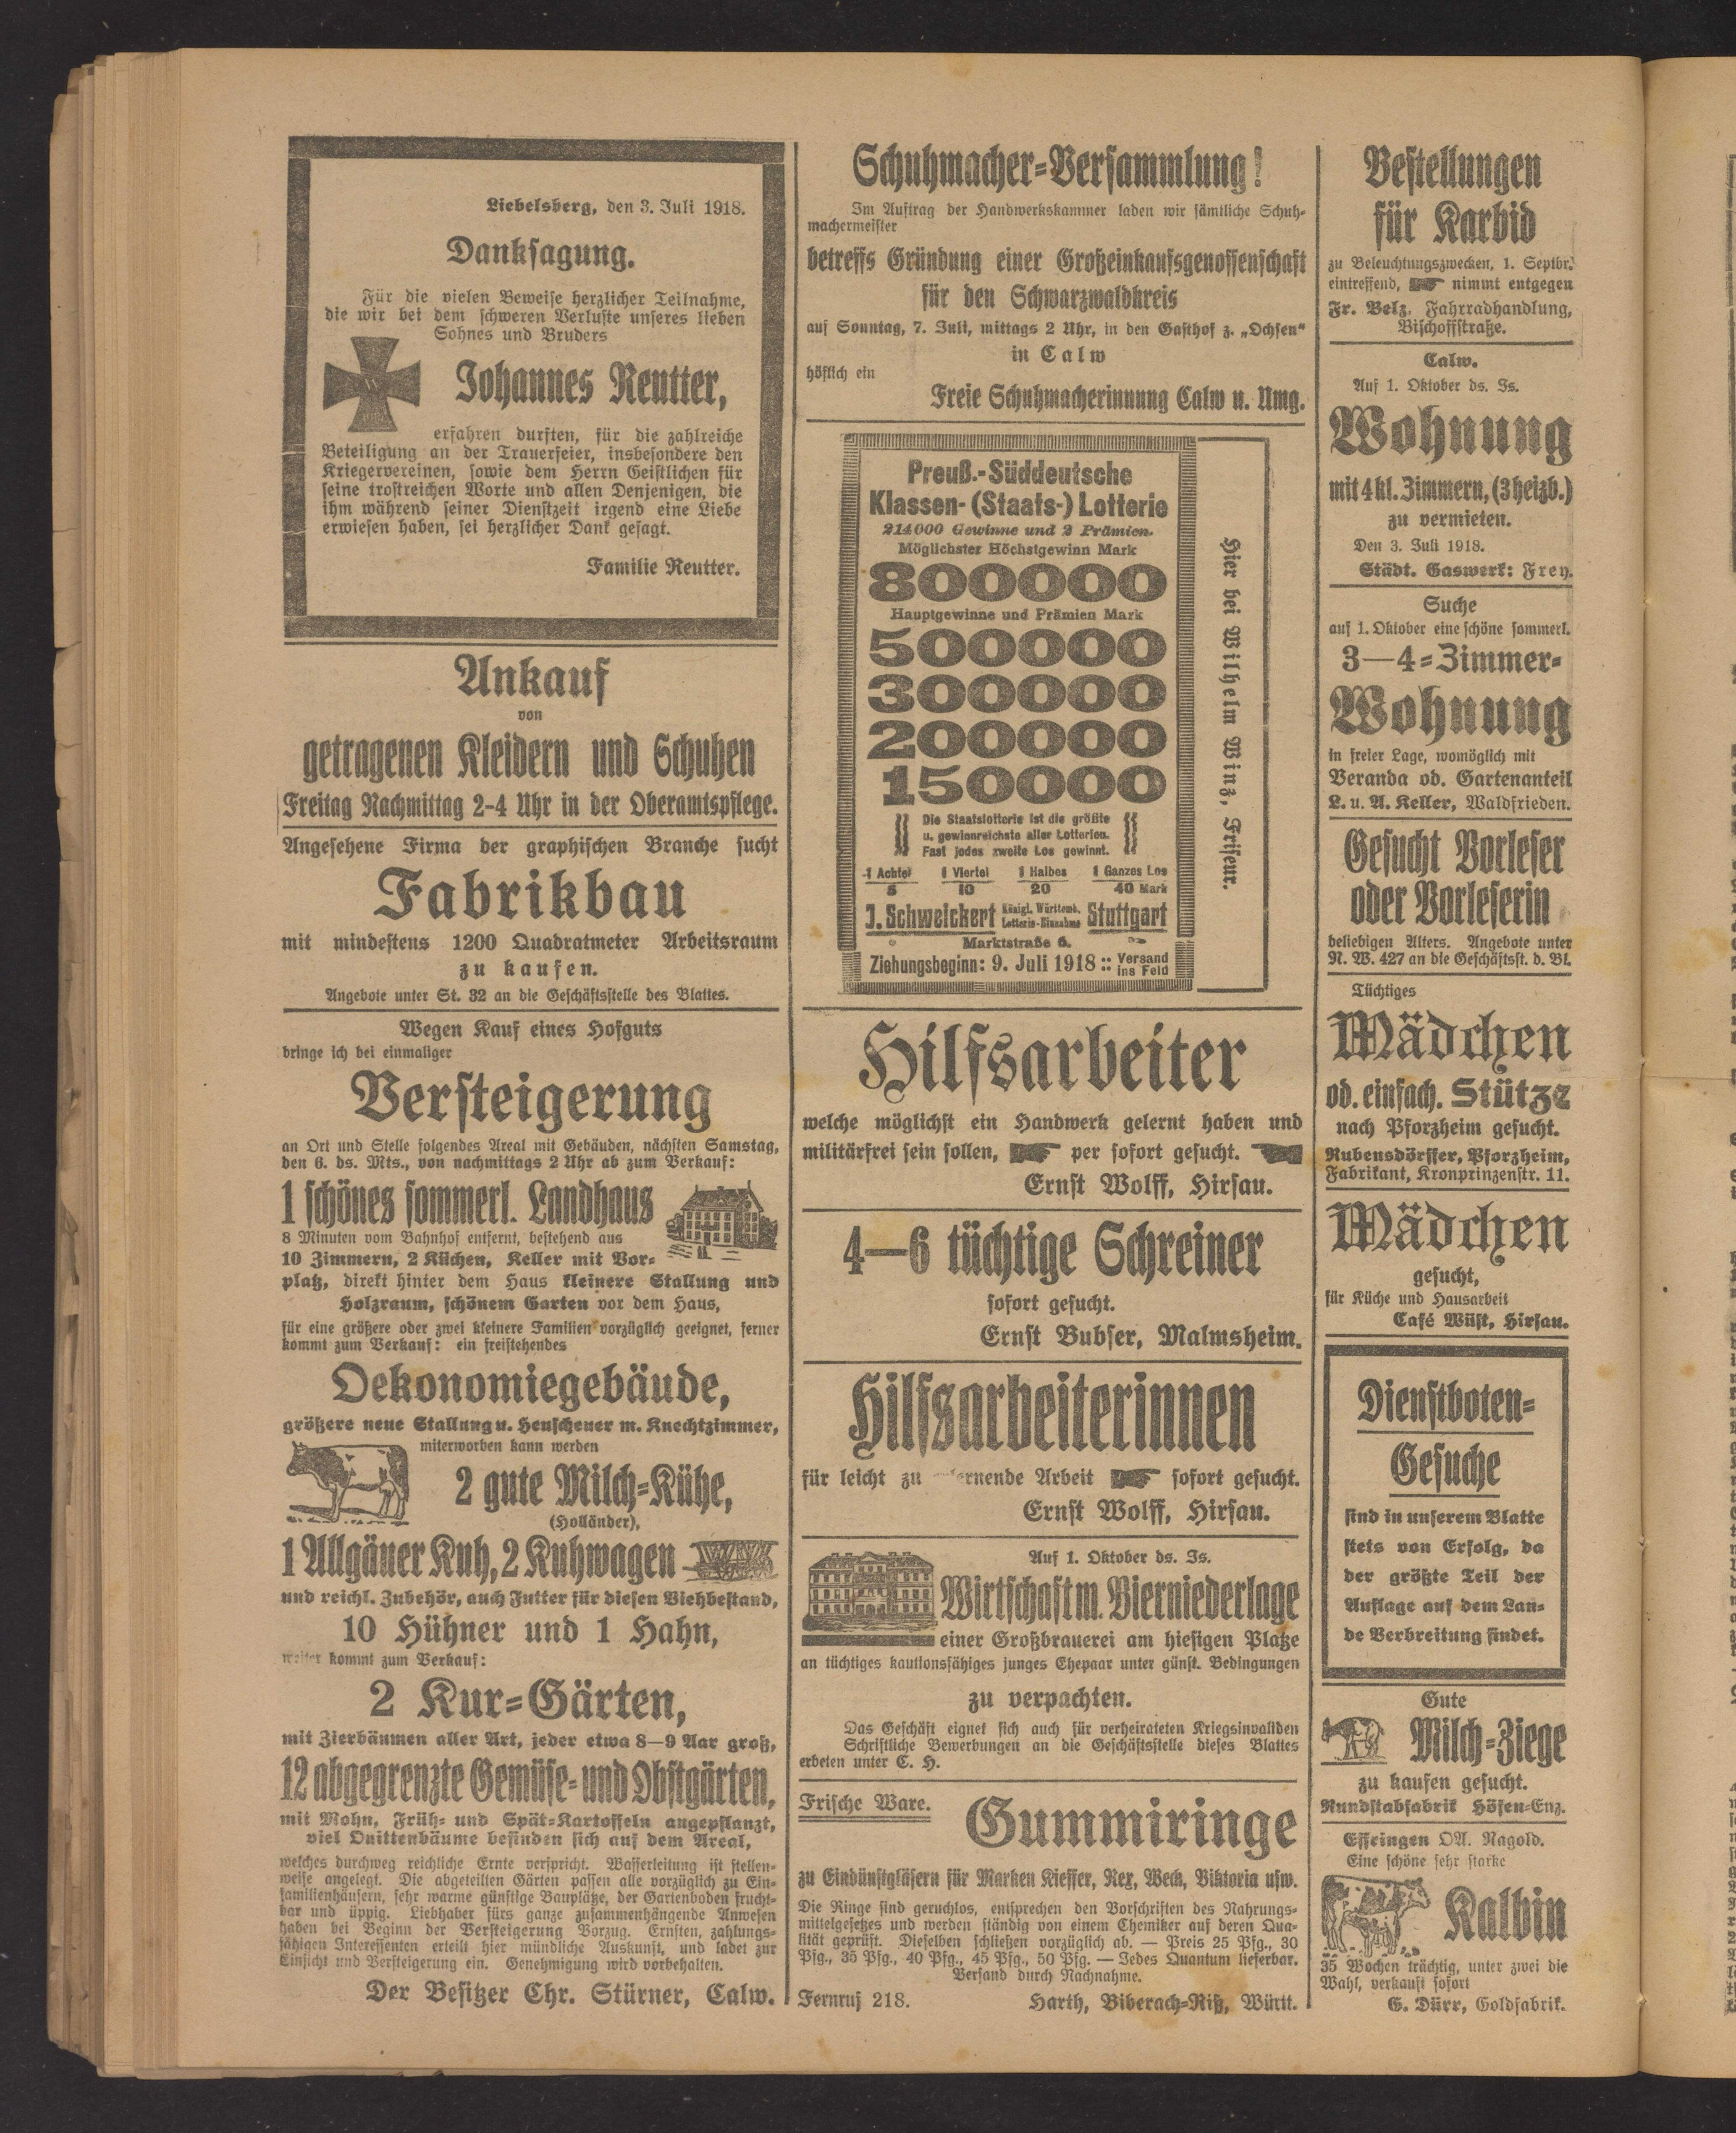 Liebelsberg, den 3. Juli 1918.
Danksagung.
Für die vielen Beweise herzlicher Teilnahme,
die wir bei dem schweren Verluste unseres lieben
Sohnes und Bruders
Johannes Reutter,
erfahren durften, für die zahlreiche
Beteiligung an der Trauerfeier, insbesondere den
Kriegervereinen, sowie dem Herrn Geistlichen für
seine trostreichen Worte und allen Denjenigen, die
ihm während seiner Dienstzeit irgend eine Liebe
erwiesen haben, sei herzlicher Dank gesagt.
Familie Reutter.
Ankauf
von
getragenen Kleidern und Schuhen
Freitag Nachmittag 2-4 Uhr in der Oberamtspflege.
Angesehene Firma der graphischen Branche sucht
Fabrikbau
mit mindestens 1200 Quadratmeter Arbeitsraum
zu kaufen.
Angebote unter St. 32 an die Geschäftsstelle des Blattes.
Wegen Kauf eines Hofguts
bringe ich bei einmaliger
Versteigerung
an Ort und Stelle folgendes Areal mit Gebäuden, nächsten Samstag,
den 6. ds. Mts., von nachmittags 2 Uhr ab zum Verkauf:
1 schönes sommerl. Landhaus
8 Minuten vom Bahnhof entfernt, bestehend aus
10 Zimmern, 2 Küchen, Keller mit Vor-
platz, direkt hinter dem Haus kleinere Stallung und
Holzraum, schönem Garten vor dem Haus,
für eine größere oder zwei kleinere Familien vorzüglich geeignet, ferner
kommt zum Verkauf: ein freistehendes
Oekonomiegebäude,
größere neue Stallung u. Heuscheuer m. Knechtzimmer,
miterworben kann werden
2 gute Milch-Kühe,
(Holländer),
1 Allgäuer Kuh, 2 Kuhwagen
und reichl. Zubehör, auch Futter für diesen Viehbestand,
10 Hühner und 1 Hahn,
weiter kommt zum Verkauf:
2 Kur-Gärten,
mit Zierbäumen aller Art, jeder etwa 8—9 Aar groß,
12 abgegrenzte Gemüse- und Obstgärten,
mit Mohn, Früh- und Spät-Kartoffeln angepflanzt,
viel Quittenbäume befinden sich auf dem Areal,
welches durchweg reichliche Ernte verspricht. Wasserleitung ist stellen-
weise angelegt. Die abgeteilten Gärten passen alle vorzüglich zu Ein-
familienhäusern, sehr warme günstige Bauplätze, der Gartenboden frucht-
bar und üppig. Liebhaber fürs ganze zusammenhängende Anwesen
haben bei Beginn der Versteigerung Vorzug. Ernsten, zahlungs-
fähigen Interessenten erteilt hier mündliche Auskunft, und ladet zur
Einsicht und Versteigerung ein. Genehmigung wird vorbehalten.
Der Besitzer Chr. Stürner, Calw.
Schuhmacher-Versammlung!
Im Auftrag der Handwerkskammer laden wir sämtliche Schuh-
machermeister
betreffs Gründung einer Großeinkaufsgenossenschaft
für den Schwarzwaldkreis
auf Sonntag, 7. Juli, mittags 2 Uhr, in den Gasthof z. „Ochsen“
in Calw
höflich ein
Freie Schuhmacherinnung Calw u. Umg.
Preuß.-Süddeutsche
Klassen- (Staats-) Lotterie
214000 Gewinne und 2 Prämien.
Möglichster Höchstgewinn Mark
800000
Hauptgewinne und Prämien Mark
500000
300000
200000
150000
Die Staatslotterie ist die größte
u. gewinnreichste aller Lotterien.
Fast jedes zweite Los gewinnt.
1 Achtel 1 Viertel 1 Halbes 1 Ganzes Los
5 10 20 40 Mark
J. Schweickert Königl. Württemb. Lotterie-Einnahme Stuttgart
Marktstraße 6.
Ziehungsbeginn: 9. Juli 1918 :: Versand ins Feld
Hier bei Wilhelm Winz, Friseur.
Hilfsarbeiter
welche möglichst ein Handwerk gelernt haben und
militärfrei sein sollen, per sofort gesucht.
Ernst Wolff, Hirsau.
4—6 tüchtige Schreiner
sofort gesucht.
Ernst Bubser, Malmsheim.
Hilfsarbeiterinnen
für leicht zu ernende Arbeit sofort gesucht.
Ernst Wolff, Hirsau.
Auf 1. Oktober ds. Js.
Wirtschaft m. Bierniederlage
einer Großbrauerei am hiesigen Platze
an tüchtiges kautionsfähiges junges Ehepaar unter günst. Bedingungen
zu verpachten.
Das Geschäft eignet sich auch für verheirateten Kriegsinvaliden
Schriftliche Bewerbungen an die Geschäftsstelle dieses Blattes
erbeten unter C. H.
Frische Ware.
Gummiringe
zu Eindünstgläsern für Marken Kieffer, Rex, Weck, Viktoria usw.
Die Ringe sind geruchlos, entsprechen den Vorschriften des Nahrungs-
mittelgesetzes und werden ständig von einem Chemiker auf deren Qua-
lität geprüft. Dieselben schließen vorzüglich ab. — Preis 25 Pfg., 30
Pfg., 35 Pfg., 40 Pfg., 45 Pfg., 50 Pfg. — Jedes Quantum lieferbar.
Versand durch Nachnahme.
Fernruf 218. Harth, Biberach-Riß, Württ.
Bestellungen
für Karbid
zu Beleuchtungszwecken, 1. Septbr.
eintreffend, nimmt entgegen
Fr. Belz, Fahrradhandlung,
Bischoffstraße.
Calw.
Auf 1. Oktober ds. Js.
Wohnung
mit 4 kl. Zimmern, (3 heizb.)
zu vermieten.
Den 3. Juli 1918.
Städt. Gaswerk: Frey.
Suche
auf 1. Oktober eine schöne sommerl.
3—4-Zimmer-
Wohnung
in freier Lage, womöglich mit
Veranda od. Gartenanteil
L. u. A. Keller, Waldfrieden.
Gesucht Vorleser
oder Vorleserin
beliebigen Alters. Angebote unter
N. W. 427 an die Geschäftsst. d. Bl.
Tüchtiges
Mädchen
od. einfach. Stütze
nach Pforzheim gesucht.
Rubensdörffer, Pforzheim,
Fabrikant, Kronprinzenstr. 11.
Mädchen
gesucht,
für Küche und Hausarbeit
Café Wüst, Hirsau.
Dienstboten-
Gesuche
sind in unserem Blatte
stets von Erfolg, da
der größte Teil der
Auflage auf dem Lan-
de Verbreitung findet.
Gute
Milch-Ziege
zu kaufen gesucht.
Rundstabfabrik Höfen-Enz.
Effringen OA. Nagold.
Eine schöne sehr starke
Kalbin
35 Wochen trächtig, unter zwei die
Wahl, verkauft sofort
G. Dürr, Goldfabrik.